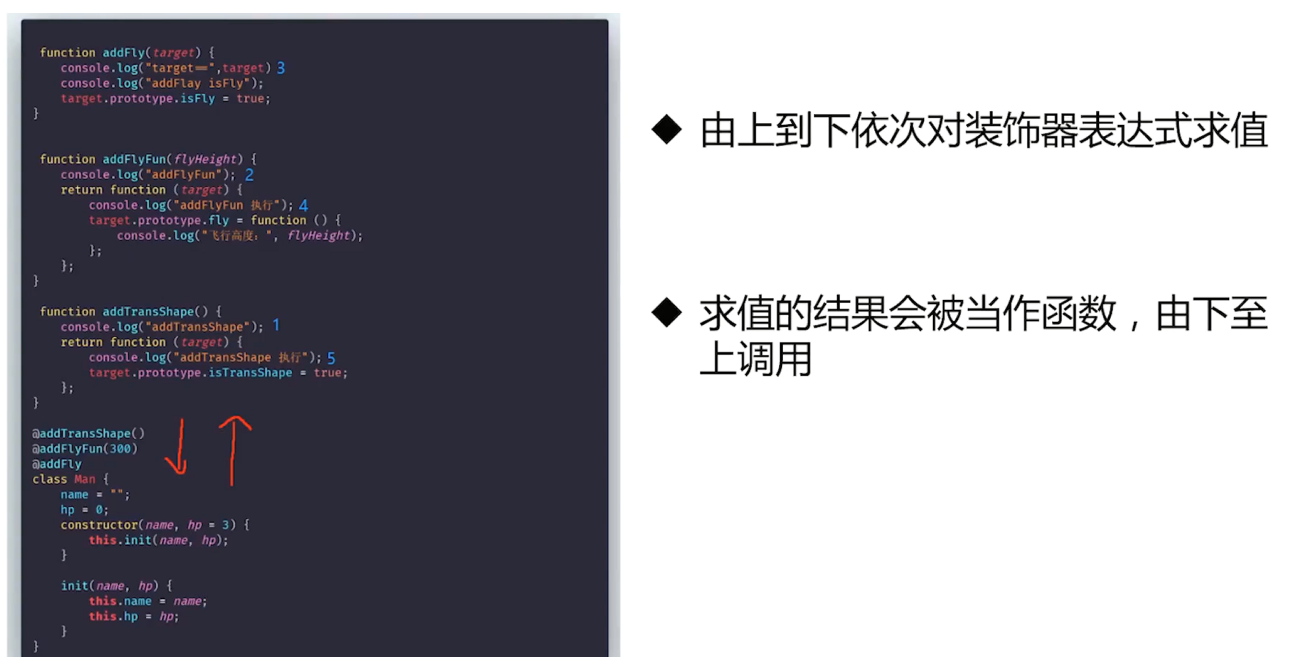 function addFly(target) {
console.log("target==",target) 3
console.log("addFlay isFly");
target.prototype.isFly = true;
}
function addFlyFun(flyHeight) {
console.log("addFlyFun"); 2
return function (target) {
console.log("addFlyFun 执行"); 4
target.prototype.fly = function () {
console.log("飞行高度：", flyHeight);
};
};
}
function addTransShape() {
console.log("addTransShape"); 1
return function (target) {
console.log("addTransShape 执行"); 5
target.prototype.isTransShape = true;
};
}
@addTransShape()
@addFlyFun(300)
@addFly
class Man {
name = "";
hp = 0;
constructor(name, hp = 3) {
this.init(name, hp);
}
init(name, hp) {
this.name = name;
this.hp = hp;
}
}
◆ 由上到下依次对装饰器表达式求值
◆ 求值的结果会被当作函数，由下至
上调用